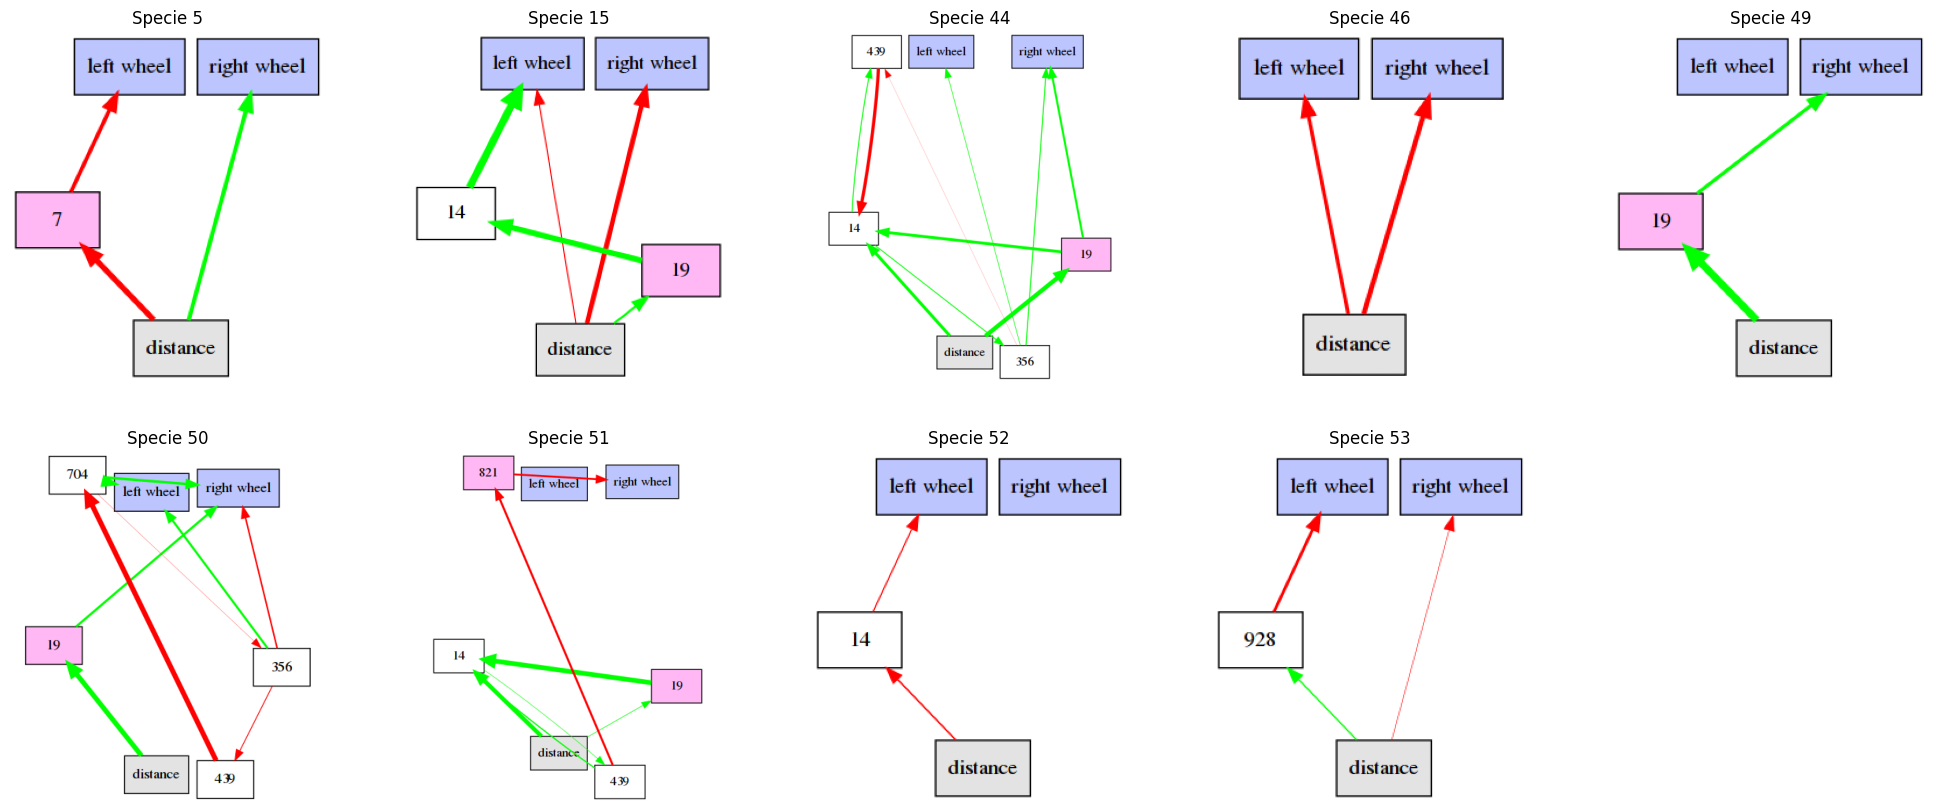 Specie 5
left wheel
right wheel
7
distance
Specie 15
left wheel
right wheel
14
19
distance
Specie 44
439
left wheel
right wheel
14
19
distance
356
Specie 46
left wheel
right wheel
distance
Specie 49
left wheel
right wheel
19
distance
Specie 50
704
left wheel
right wheel
19
356
distance
439
Specie 51
821
left wheel
right wheel
14
19
distance
439
Specie 52
left wheel
right wheel
14
distance
Specie 53
left wheel
right wheel
928
distance